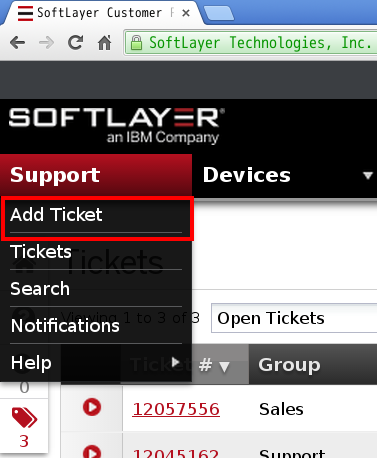 SoftLayer Customer
SoftLayer Technologies, Inc.
SOFTLAYER
an IBM Company
Support
Devices
Add Ticket
Tickets
Tickets
Search
Viewing 1 to 3 of 3
Open Tickets
Notifications
Help
Ticket # ▼
Group
0
12057556
Sales
3
12045162
Support